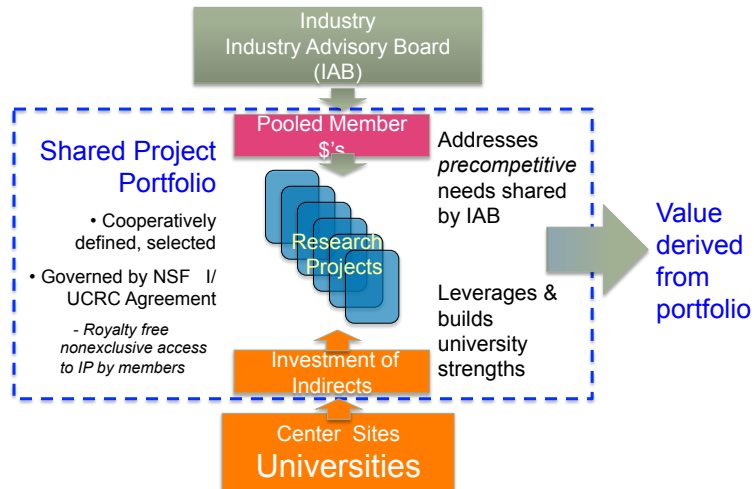 Industry
Industry Advisory Board
(IAB)
Pooled Member
$'s
Shared Project
Portfolio
• Cooperatively
defined, selected
• Governed by NSF I/
UCRC Agreement
- Royalty free
nonexclusive access
to IP by members
Research
Projects
Addresses
precompetitive
needs shared
by IAB
Leverages &
builds
university
strengths
Value
derived
from
portfolio
Investment of
Indirects
Center Sites
Universities